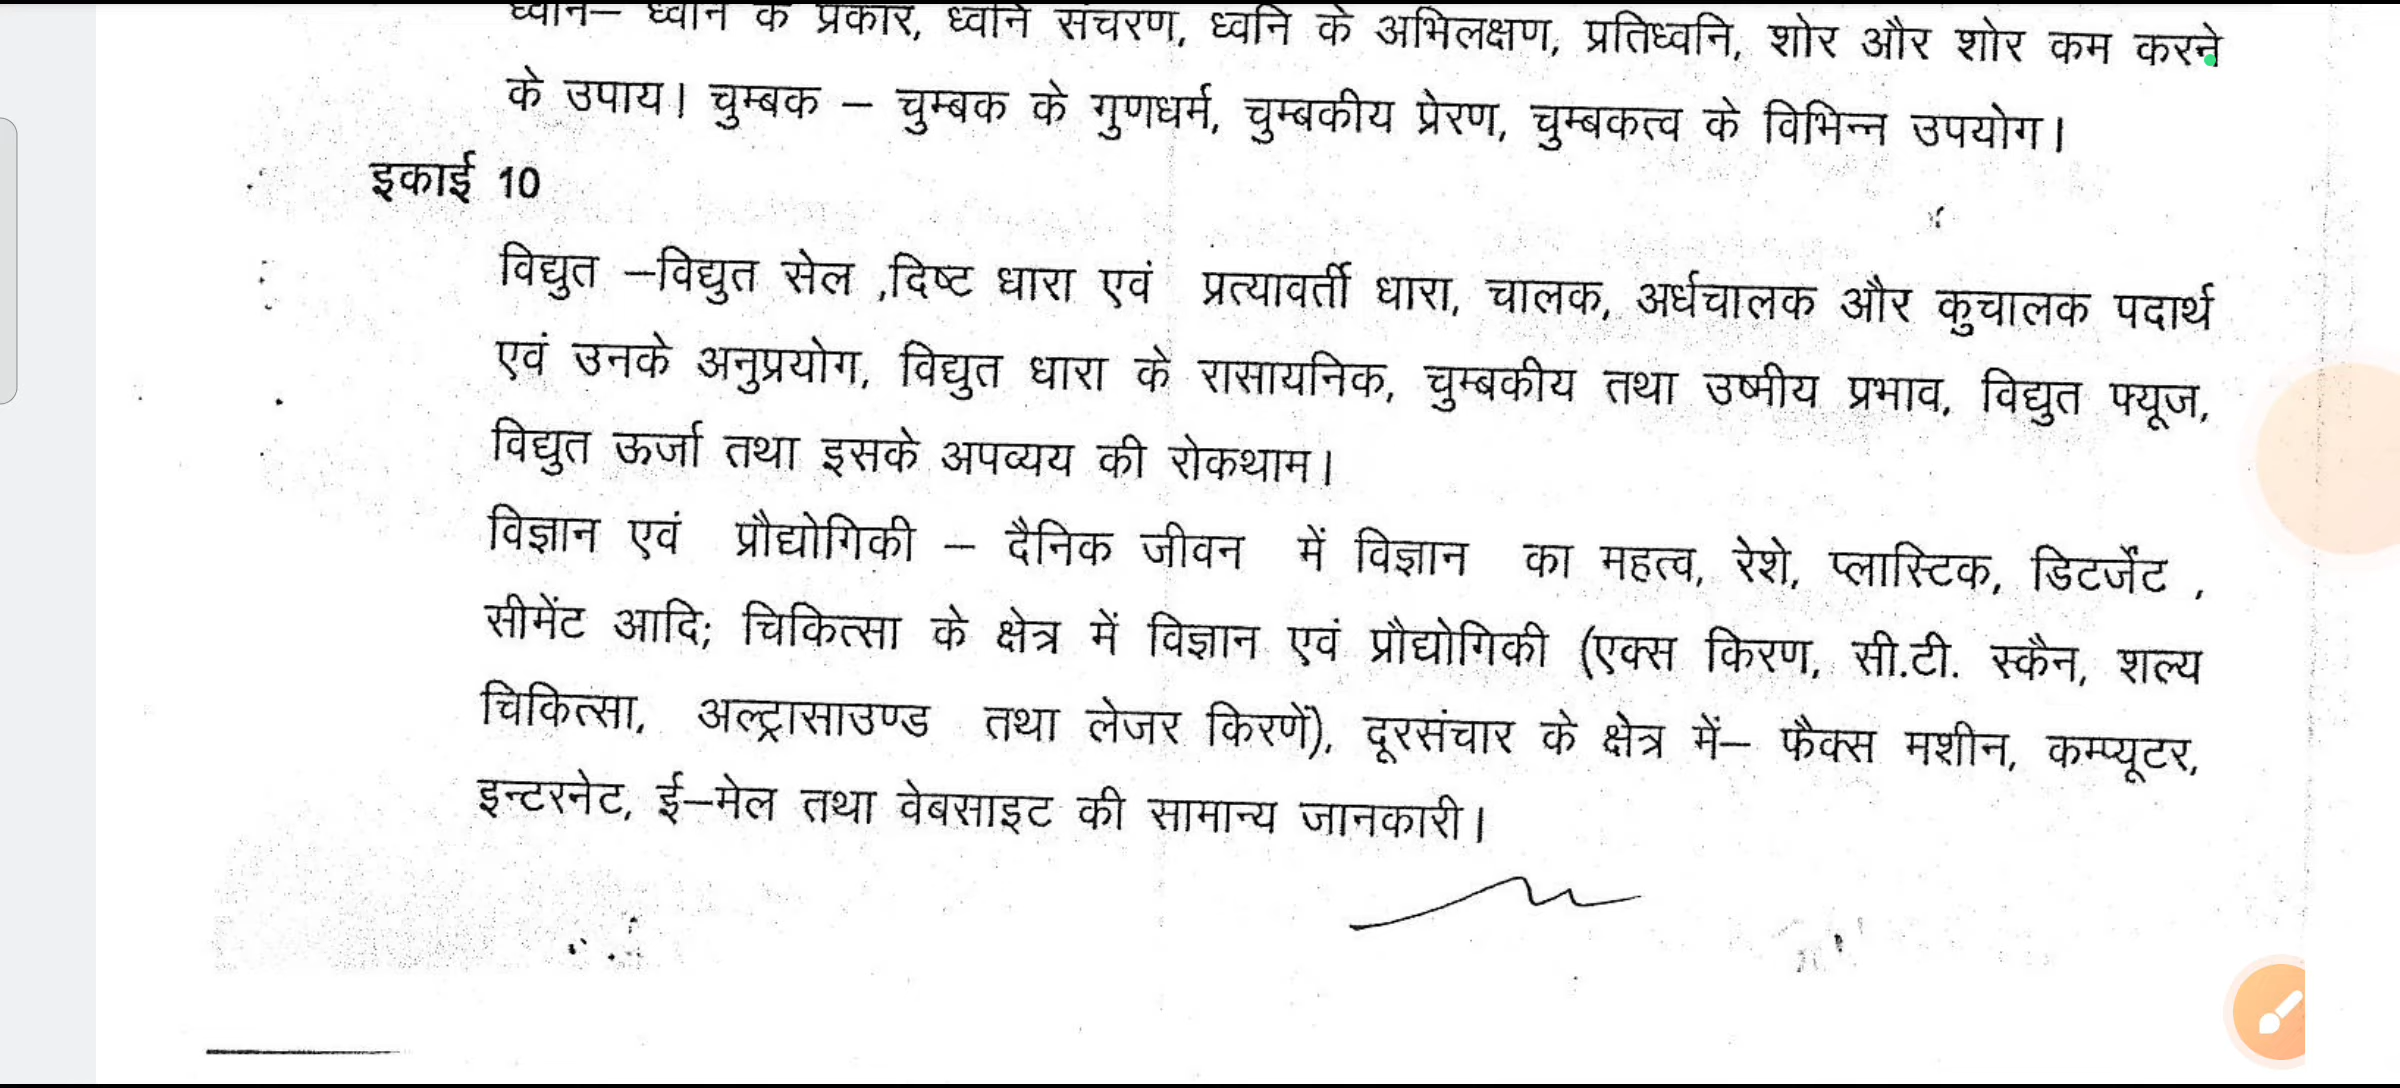 ध्वनि– ध्वनि के प्रकार, ध्वनि संचरण, ध्वनि के अभिलक्षण, प्रतिध्वनि, शोर और शोर कम करने
के उपाय। चुम्बक – चुम्बक के गुणधर्म, चुम्बकीय प्रेरण, चुम्बकत्व के विभिन्न उपयोग।
इकाई 10
विद्युत –विद्युत सेल ,दिष्ट धारा एवं प्रत्यावर्ती धारा, चालक, अर्धचालक और कुचालक पदार्थ
एवं उनके अनुप्रयोग, विद्युत धारा के रासायनिक, चुम्बकीय तथा उष्मीय प्रभाव, विद्युत फ्यूज,
विद्युत ऊर्जा तथा इसके अपव्यय की रोकथाम।
विज्ञान एवं प्रौद्योगिकी – दैनिक जीवन में विज्ञान का महत्व, रेशे, प्लास्टिक, डिटर्जेंट ,
सीमेंट आदि; चिकित्सा के क्षेत्र में विज्ञान एवं प्रौद्योगिकी (एक्स किरण, सी.टी. स्कैन, शल्य
चिकित्सा, अल्ट्रासाउण्ड तथा लेजर किरणें), दूरसंचार के क्षेत्र में– फैक्स मशीन, कम्प्यूटर,
इन्टरनेट, ई–मेल तथा वेबसाइट की सामान्य जानकारी।